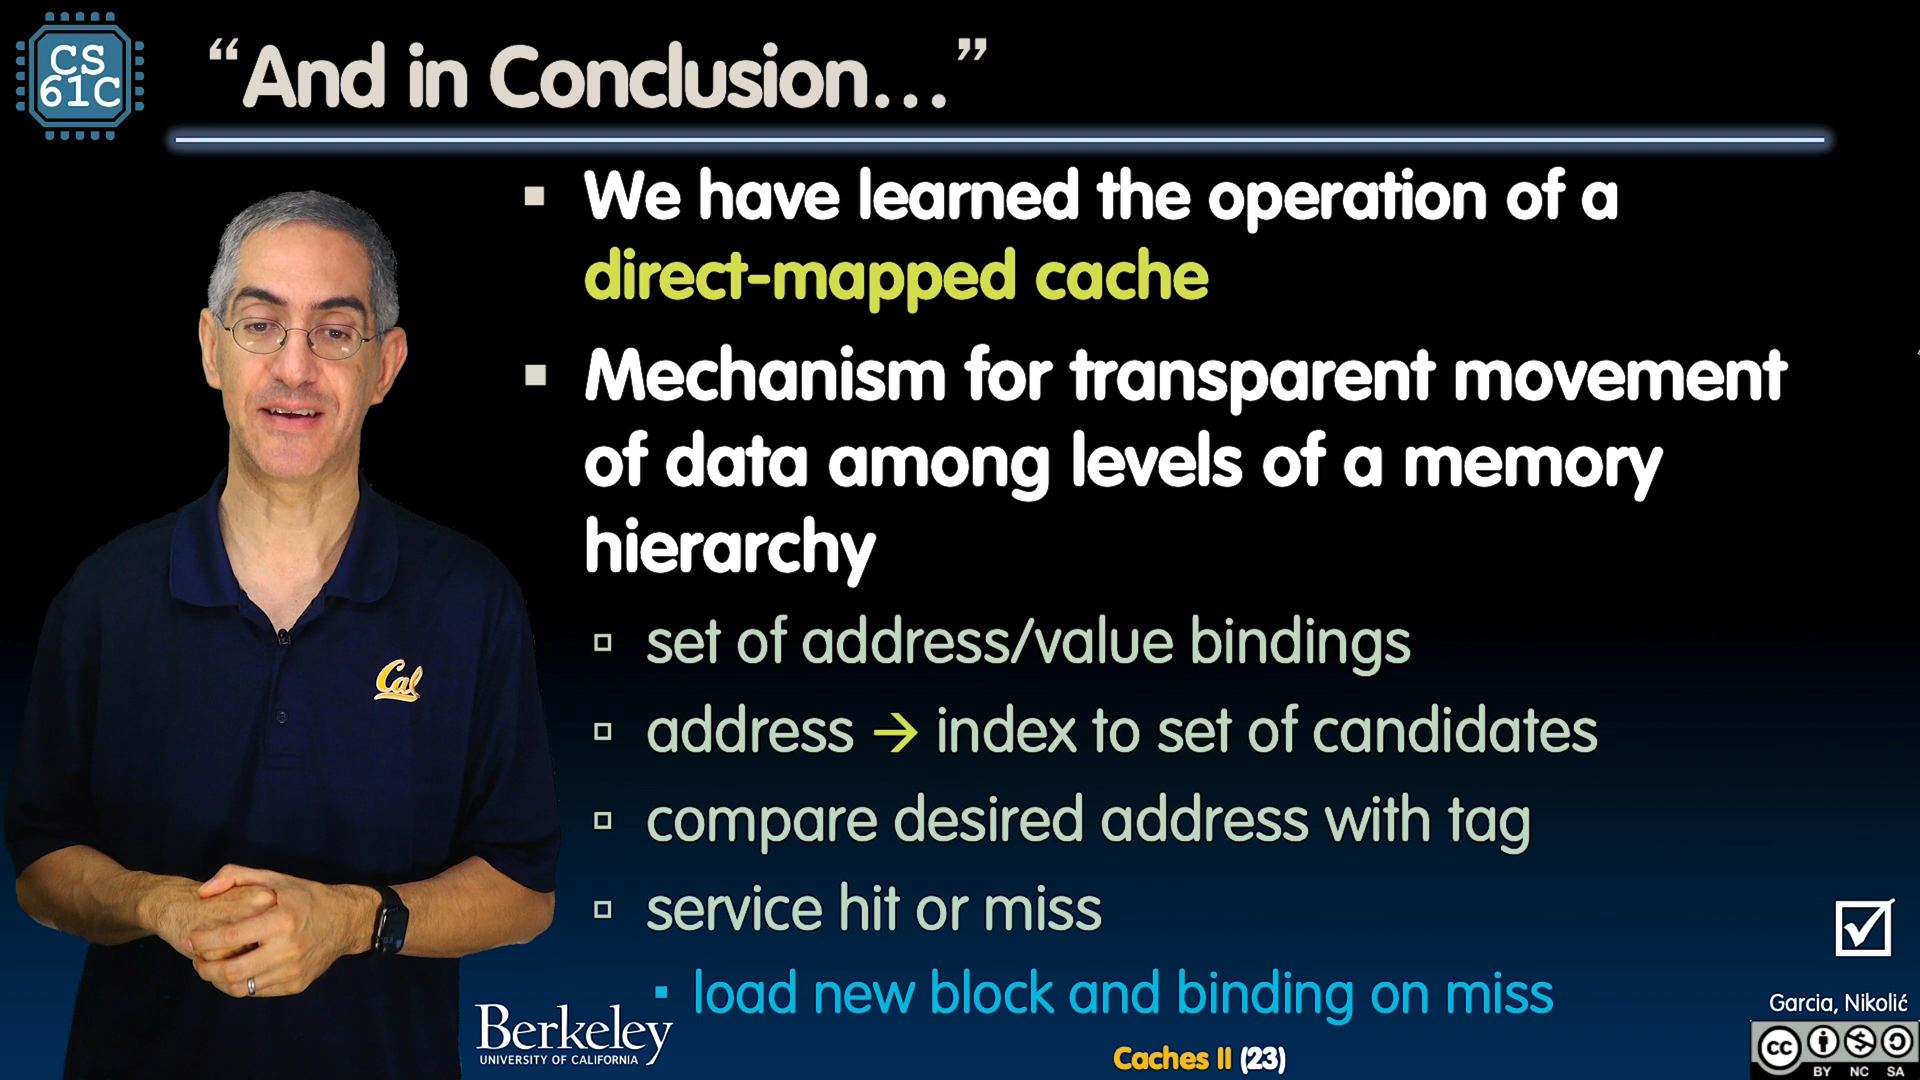 CS
61C
“And in Conclusion…”
▪ We have learned the operation of a
direct-mapped cache
▪ Mechanism for transparent movement
of data among levels of a memory
hierarchy
▫ set of address/value bindings
▫ address → index to set of candidates
▫ compare desired address with tag
▫ service hit or miss
▪ load new block and binding on miss
Cal
Berkeley
UNIVERSITY OF CALIFORNIA
Caches II (23)
Garcia, Nikolić
cc
BY NC SA